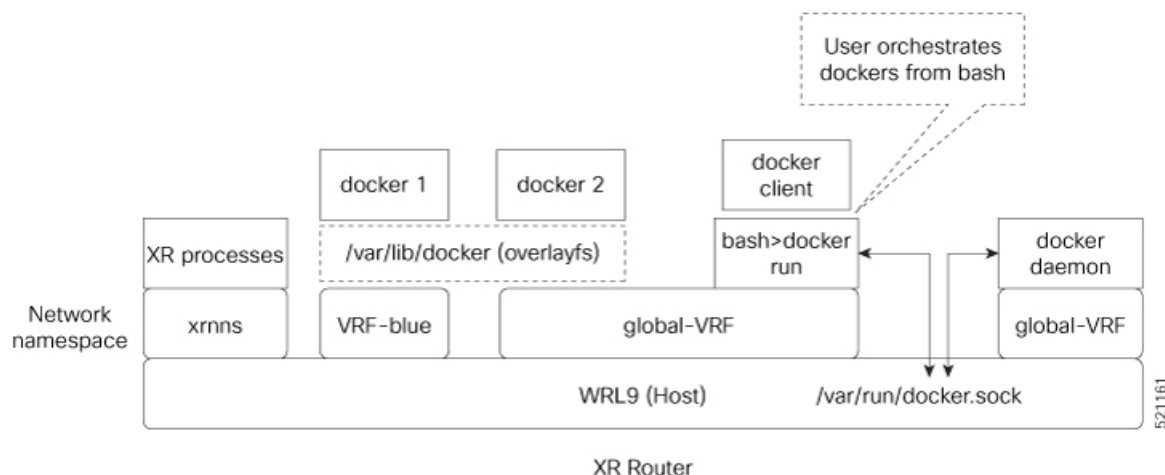 User orchestrates
dockers from bash
docker
client
docker 1
docker 2
XR processes
/var/lib/docker (overlayfs)
bash>docker
run
docker
daemon
Network
namespace
xrnns
VRF-blue
global-VRF
global-VRF
WRL9 (Host)
/var/run/docker.sock
521161
XR Router